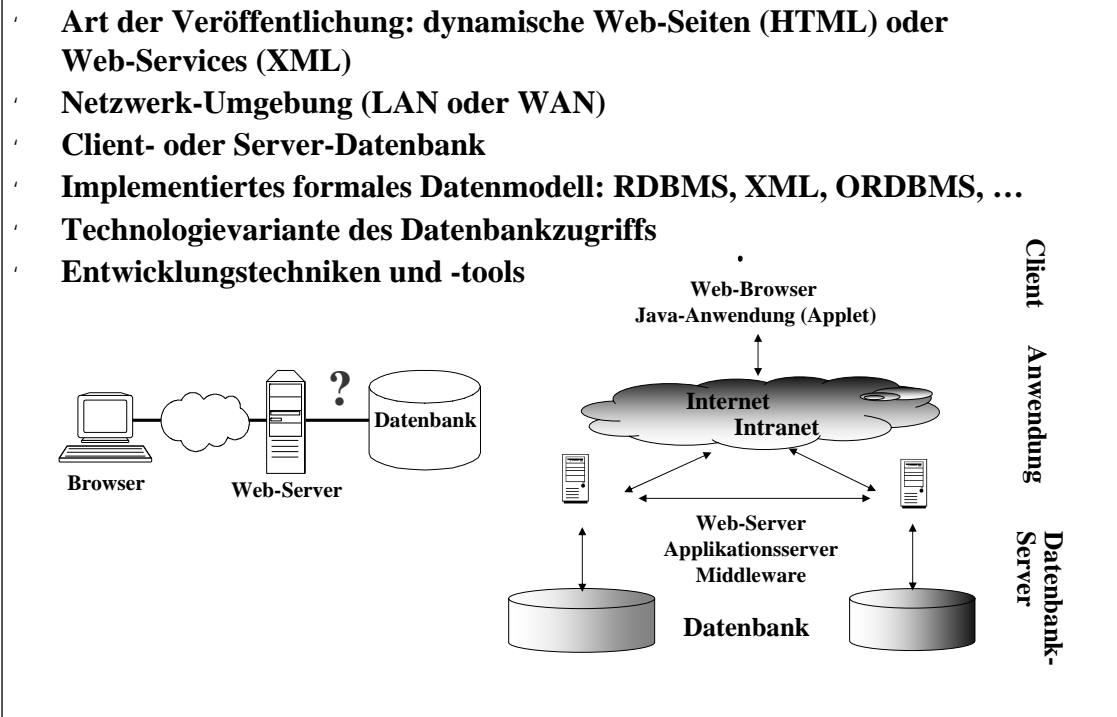 Art der Veröffentlichung: dynamische Web-Seiten (HTML) oder
Web-Services (XML)
Netzwerk-Umgebung (LAN oder WAN)
Client- oder Server-Datenbank
Implementiertes formales Datenmodell: RDBMS, XML, ORDBMS, …
Technologievariante des Datenbankzugriffs
Entwicklungstechniken und -tools
?
Datenbank
Browser
Web-Server
Web-Browser
Java-Anwendung (Applet)
Internet
Intranet
Web-Server
Applikationsserver
Middleware
Datenbank
Client
Anwendung
Datenbank-
Server